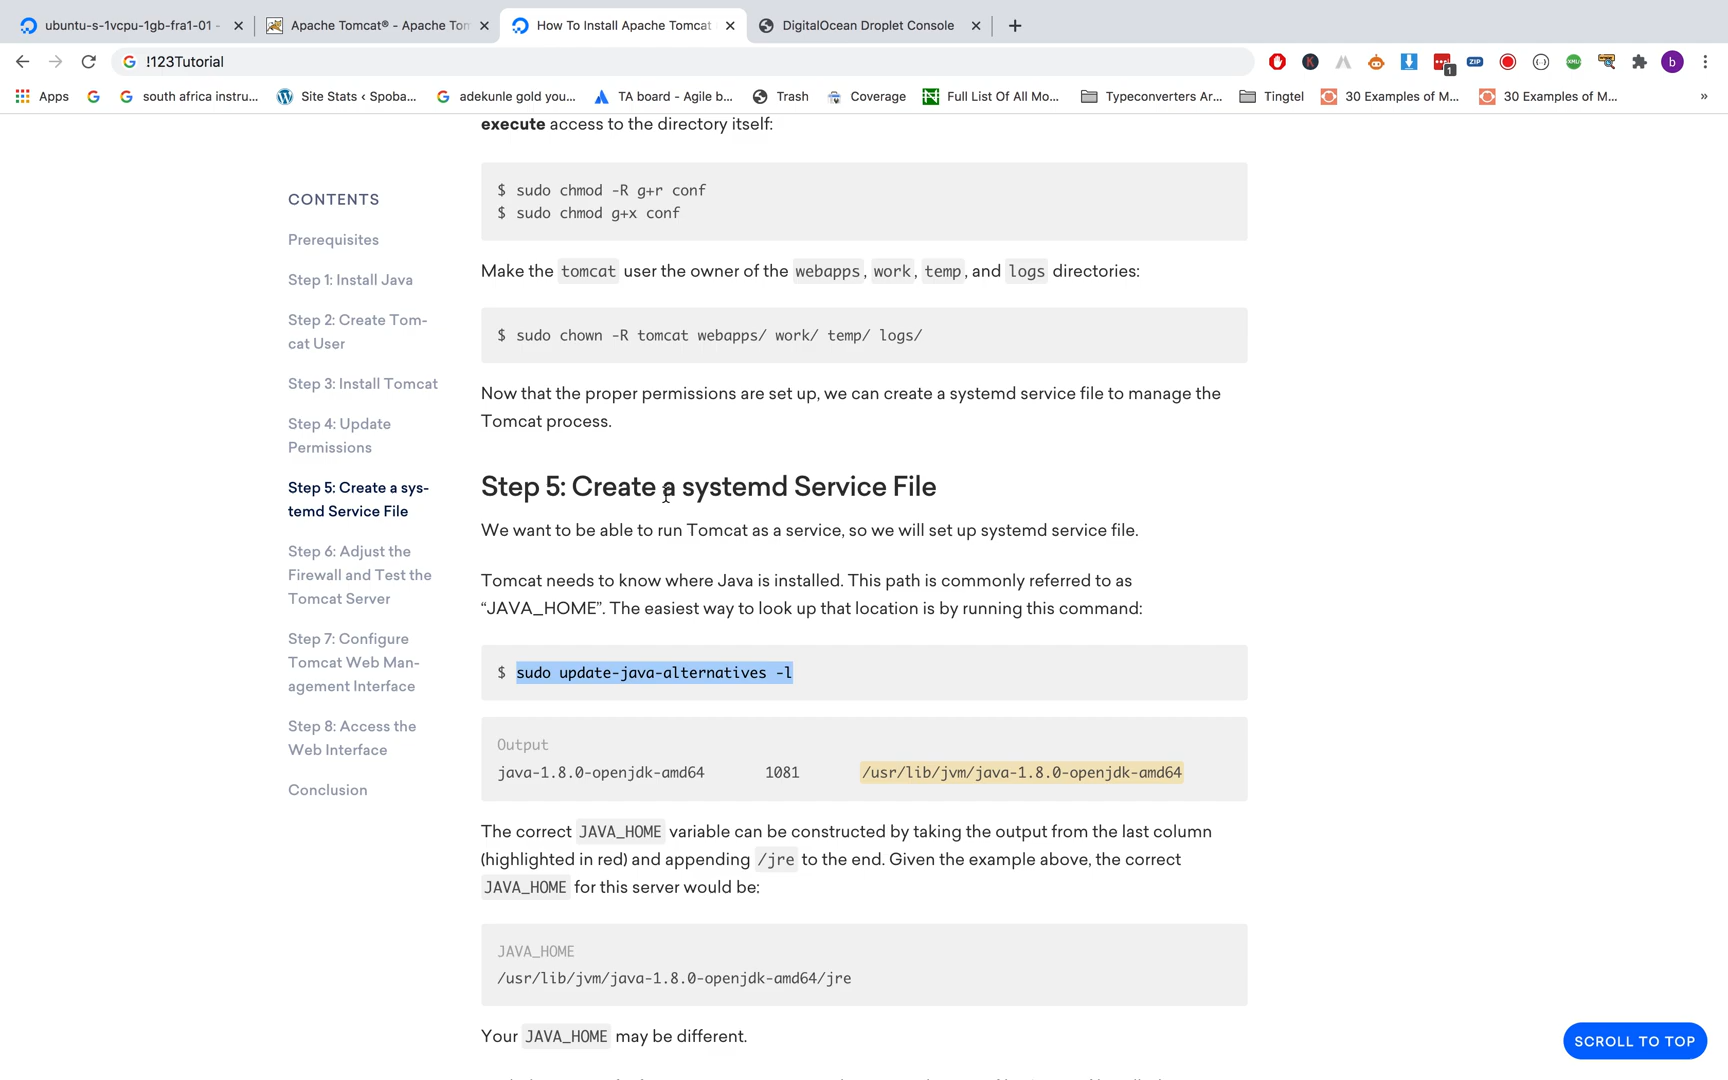 ubuntu-s-1vcpu-1gb-fra1-01 -
Apache Tomcat® - Apache Tom
How To Install Apache Tomcat
DigitalOcean Droplet Console
!123Tutorial
Apps
south africa instru...
Site Stats ‹ Spoba...
adekunle gold you...
TA board - Agile b...
Trash
Coverage
Full List Of All Mo...
Typeconverters Ar...
Tingtel
30 Examples of M...
30 Examples of M...
»
execute access to the directory itself:
$ sudo chmod -R g+r conf
$ sudo chmod g+x conf
Make the tomcat user the owner of the webapps, work, temp, and logs directories:
$ sudo chown -R tomcat webapps/ work/ temp/ logs/
Now that the proper permissions are set up, we can create a systemd service file to manage the
Tomcat process.
Step 5: Create a systemd Service File
We want to be able to run Tomcat as a service, so we will set up systemd service file.
Tomcat needs to know where Java is installed. This path is commonly referred to as
“JAVA_HOME”. The easiest way to look up that location is by running this command:
$ sudo update-java-alternatives -l
Output
java-1.8.0-openjdk-amd64 1081 /usr/lib/jvm/java-1.8.0-openjdk-amd64
The correct JAVA_HOME variable can be constructed by taking the output from the last column
(highlighted in red) and appending /jre to the end. Given the example above, the correct
JAVA_HOME for this server would be:
JAVA_HOME
/usr/lib/jvm/java-1.8.0-openjdk-amd64/jre
Your JAVA_HOME may be different.
CONTENTS
Prerequisites
Step 1: Install Java
Step 2: Create Tom-
cat User
Step 3: Install Tomcat
Step 4: Update
Permissions
Step 5: Create a sys-
temd Service File
Step 6: Adjust the
Firewall and Test the
Tomcat Server
Step 7: Configure
Tomcat Web Man-
agement Interface
Step 8: Access the
Web Interface
Conclusion
SCROLL TO TOP